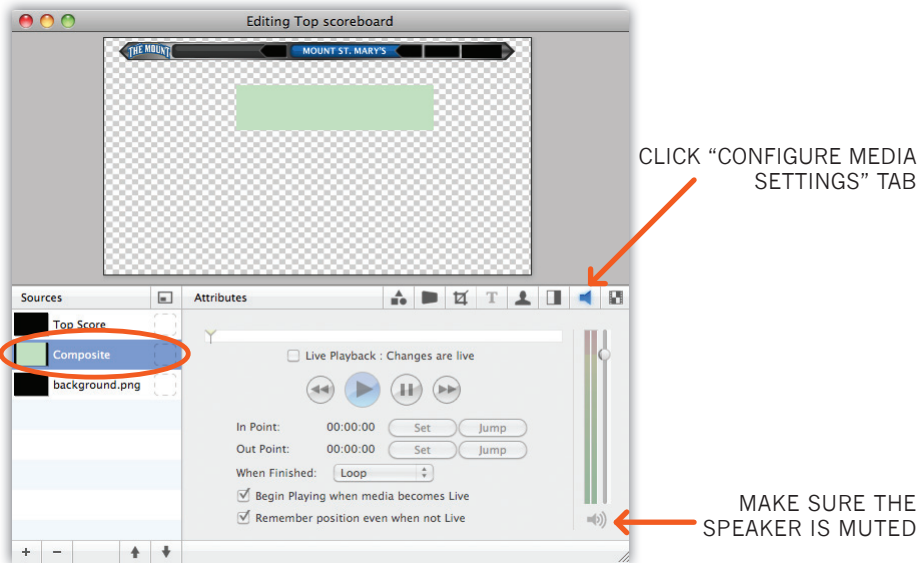 Editing Top scoreboard
THE MOUNT
MOUNT ST. MARY'S
CLICK “CONFIGURE MEDIA
SETTINGS” TAB
Sources
Attributes
T
Top Score
Composite
background.png
Live Playback : Changes are live
In Point: 00:00:00 Set Jump
Out Point: 00:00:00 Set Jump
When Finished: Loop
Begin Playing when media becomes Live
Remember position even when not Live
MAKE SURE THE
SPEAKER IS MUTED